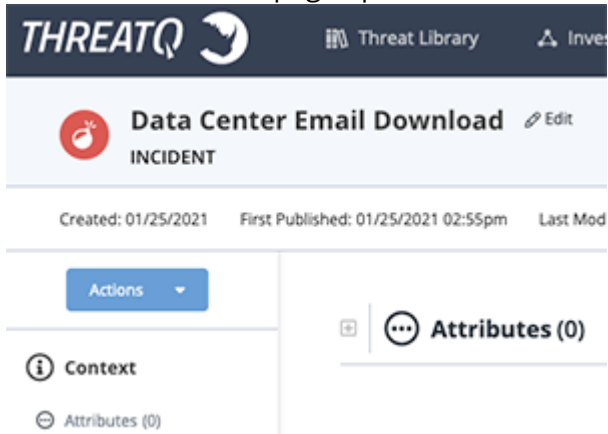 THREATQ
Threat Library
Data Center Email Download
Edit
INCIDENT
Created: 01/25/2021
First Published: 01/25/2021 02:55pm
Actions
Attributes (0)
Context
Attributes (0)